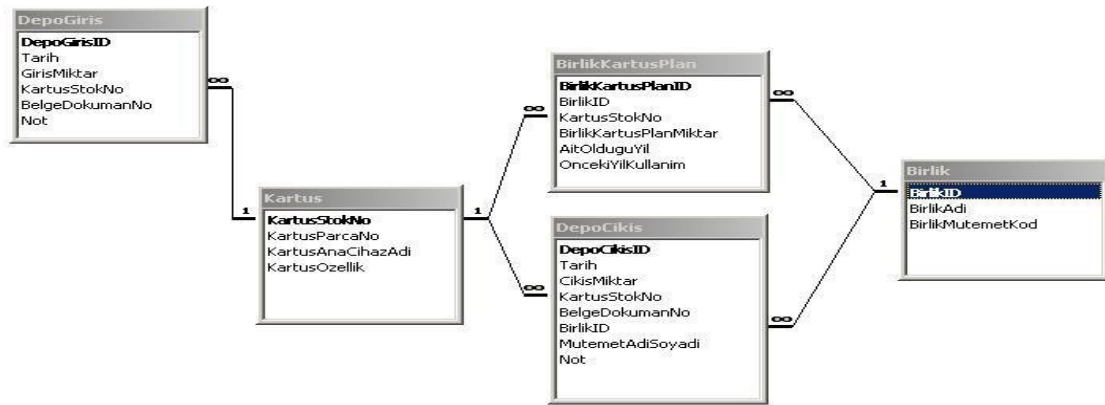 DepoGiris
DepoGirisID
Tarih
GirisMiktar
KartusStokNo
BelgeDokumanNo
Not
∞
1
Kartus
KartusStokNo
KartusParcaNo
KartusAnaCihazAdi
KartusOzellik
1
∞
∞
BirlikKartusPlan
BirlikKartusPlanID
BirlikID
KartusStokNo
BirlikKartusPlanMiktar
AitOlduguYil
OncekiYilKullanim
∞
DepoCikis
DepoCikisID
Tarih
CikisMiktar
KartusStokNo
BelgeDokumanNo
BirlikID
MutemetAdiSoyadi
Not
∞
1
Birlik
BirlikID
BirlikAdi
BirlikMutemetKod